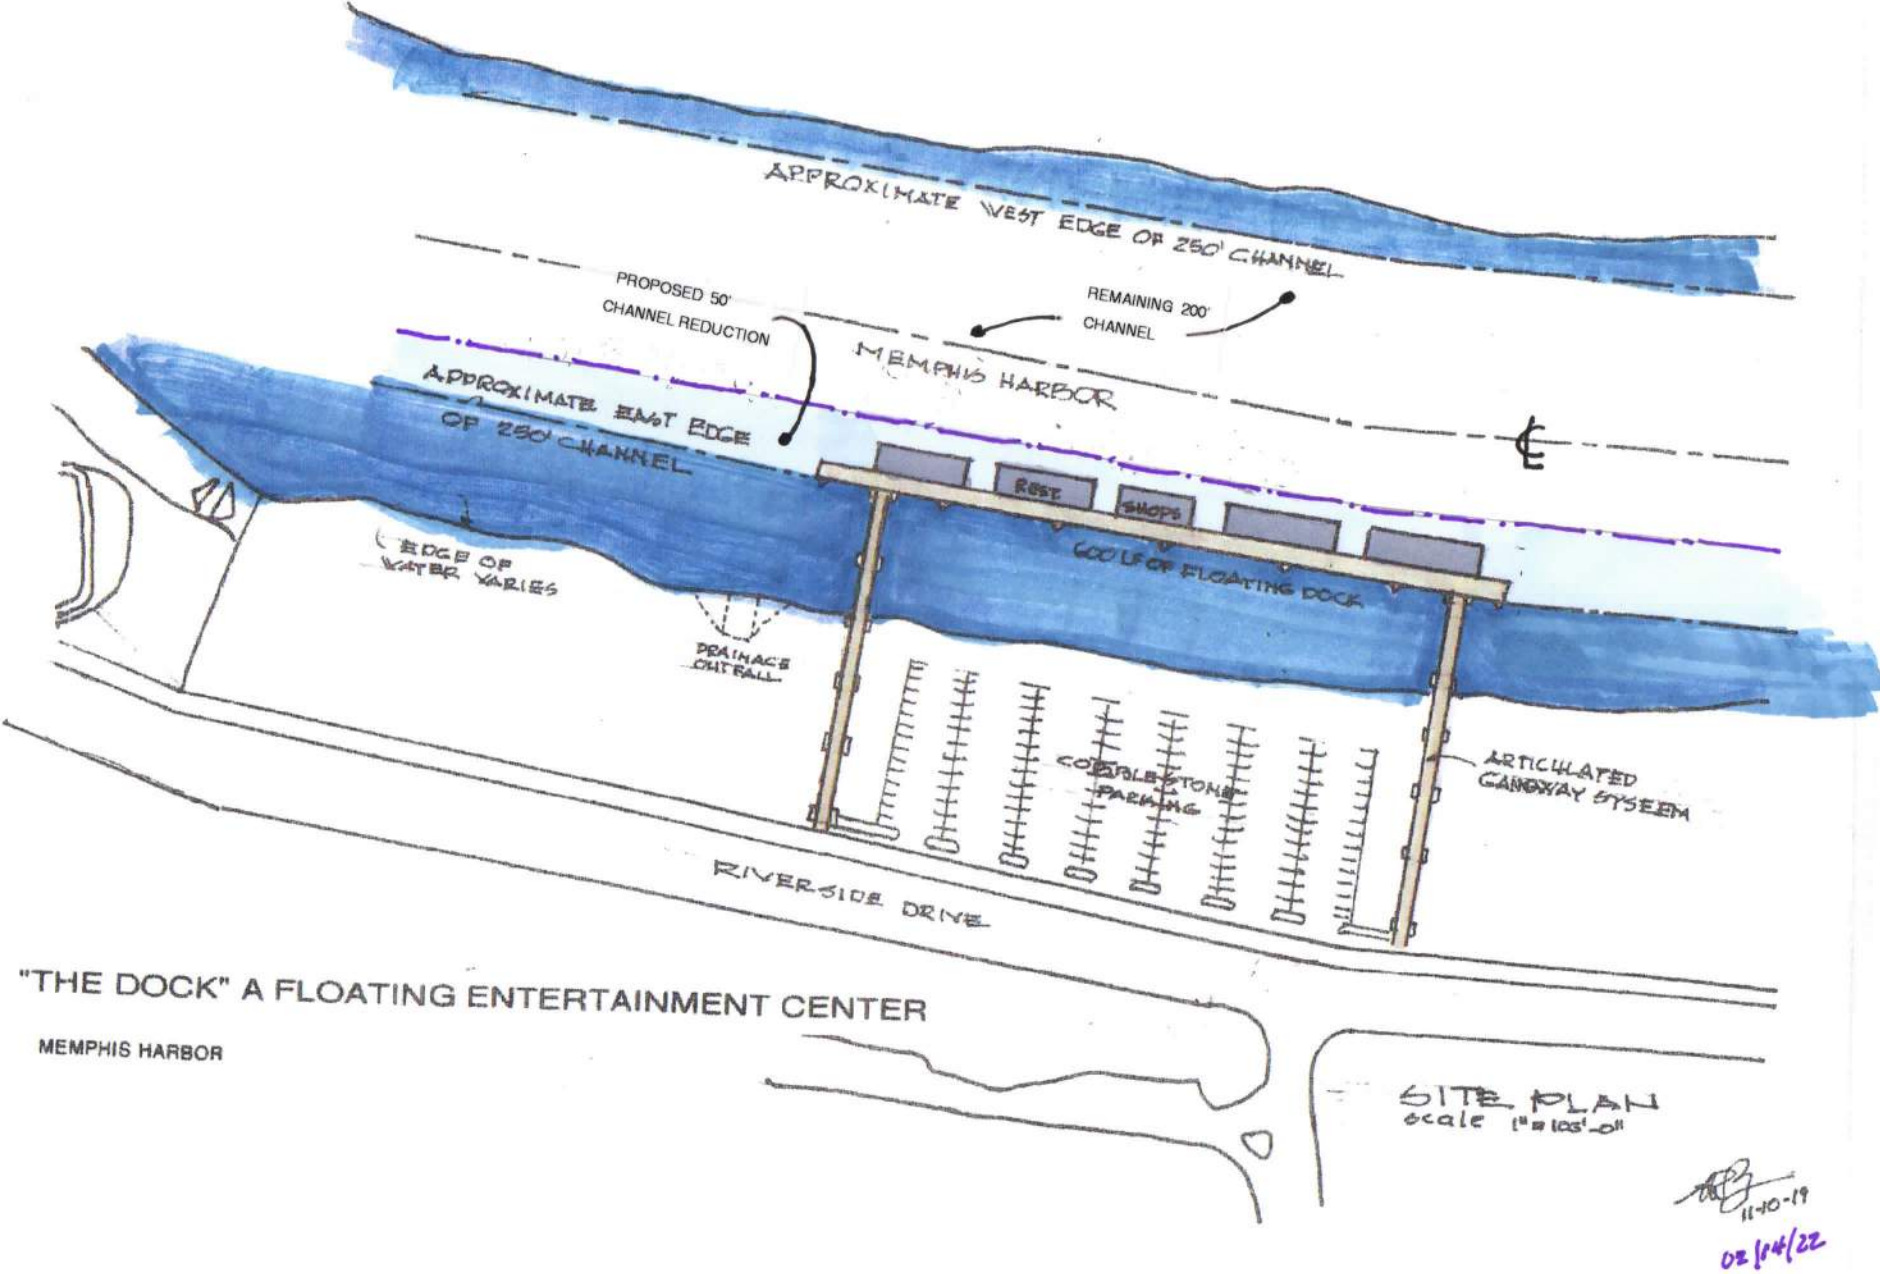 APPROXIMATE WEST EDGE OF 250' CHANNEL
PROPOSED 50'
CHANNEL REDUCTION
REMAINING 200'
CHANNEL
MEMPHIS HARBOR
APPROXIMATE EAST EDGE
OF 250' CHANNEL
REST
SHOPS
600 LF OF FLOATING DOCK
EDGE OF
WATER VARIES
DRAINAGE
OUTFALL
COBBLESTONE
PARKING
ARTICULATED
GANGWAY SYSEEM
RIVERSIDE DRIVE
"THE DOCK" A FLOATING ENTERTAINMENT CENTER
MEMPHIS HARBOR
SITE PLAN
scale 1"=100'-0"
11-10-19
02/14/22